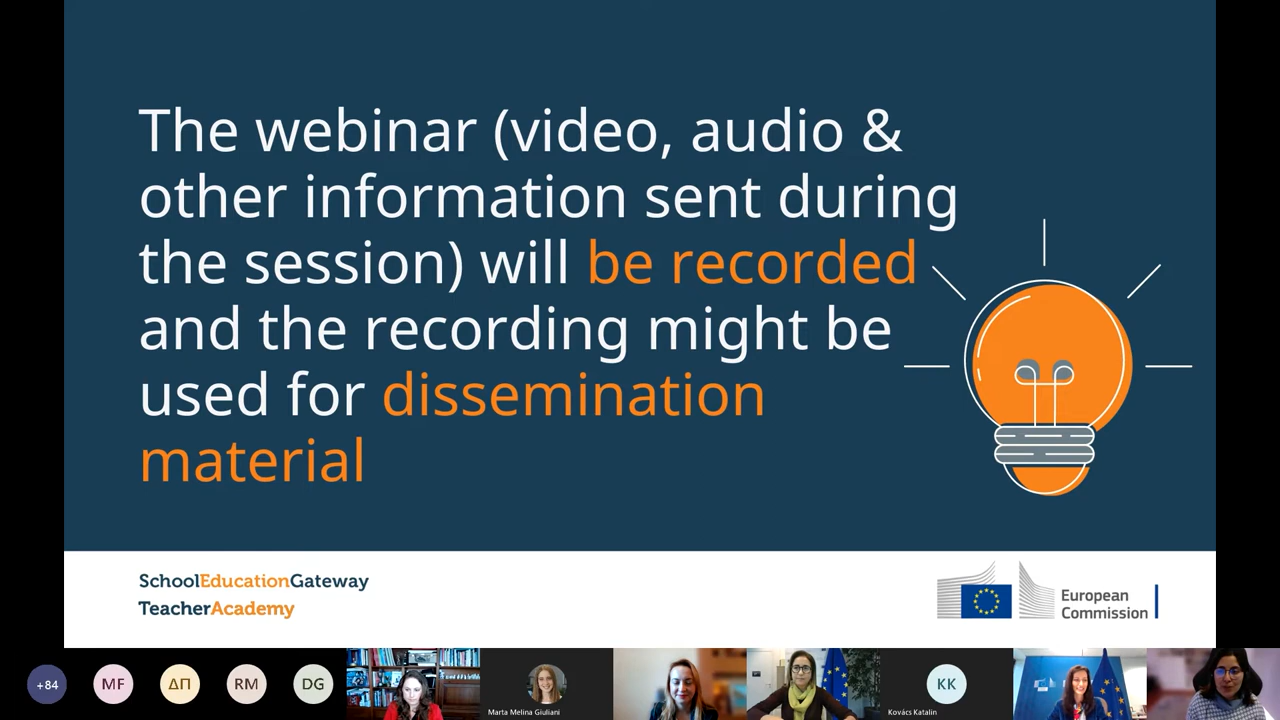 The webinar (video, audio &
other information sent during
the session) will be recorded
and the recording might be
used for dissemination
material
SchoolEducationGateway
TeacherAcademy
European
Commission
+84
MF
ΔΠ
RM
DG
Marta Melina Giuliani
KK
Kovács Katalin